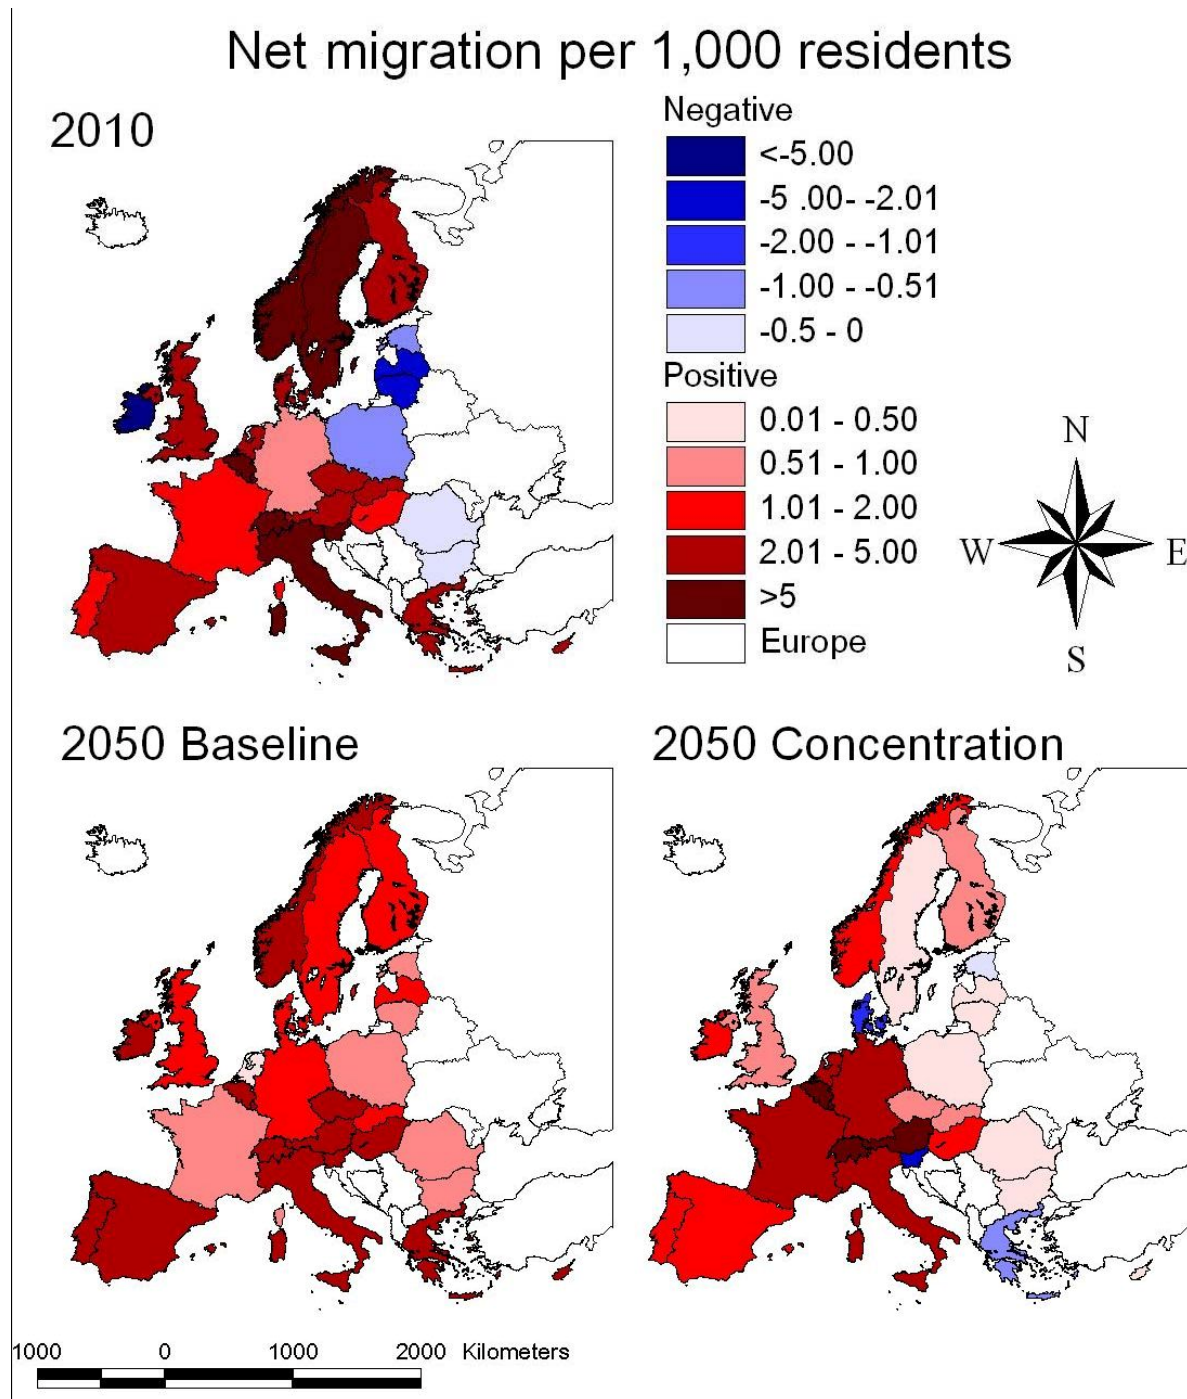 Net migration per 1,000 residents
2010
Negative
<-5.00
-5 .00- -2.01
-2.00 - -1.01
-1.00 - -0.51
-0.5 - 0
Positive
0.01 - 0.50
0.51 - 1.00
1.01 - 2.00
2.01 - 5.00
>5
Europe
N
W
E
S
2050 Baseline
2050 Concentration
1000 0 1000 2000 Kilometers